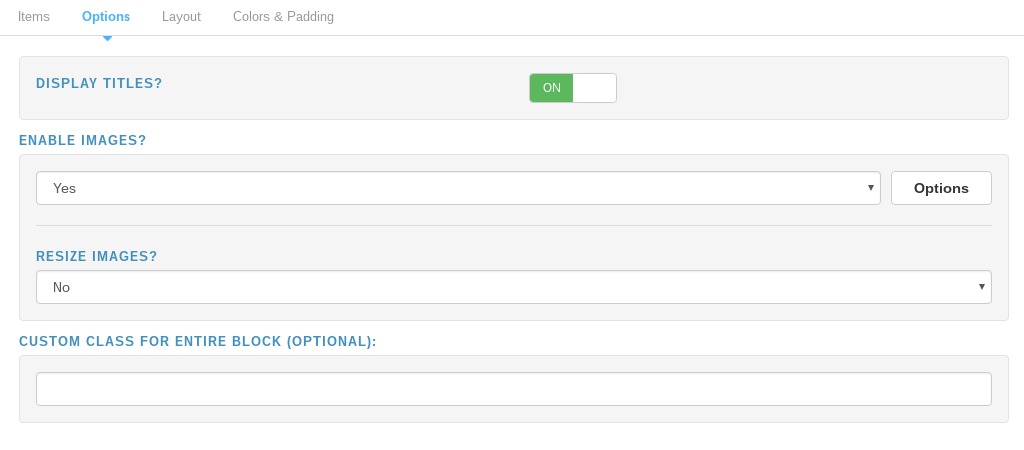 Items Options Layout Colors & Padding
DISPLAY TITLES? ON
ENABLE IMAGES?
Yes Options
RESIZE IMAGES?
No
CUSTOM CLASS FOR ENTIRE BLOCK (OPTIONAL):